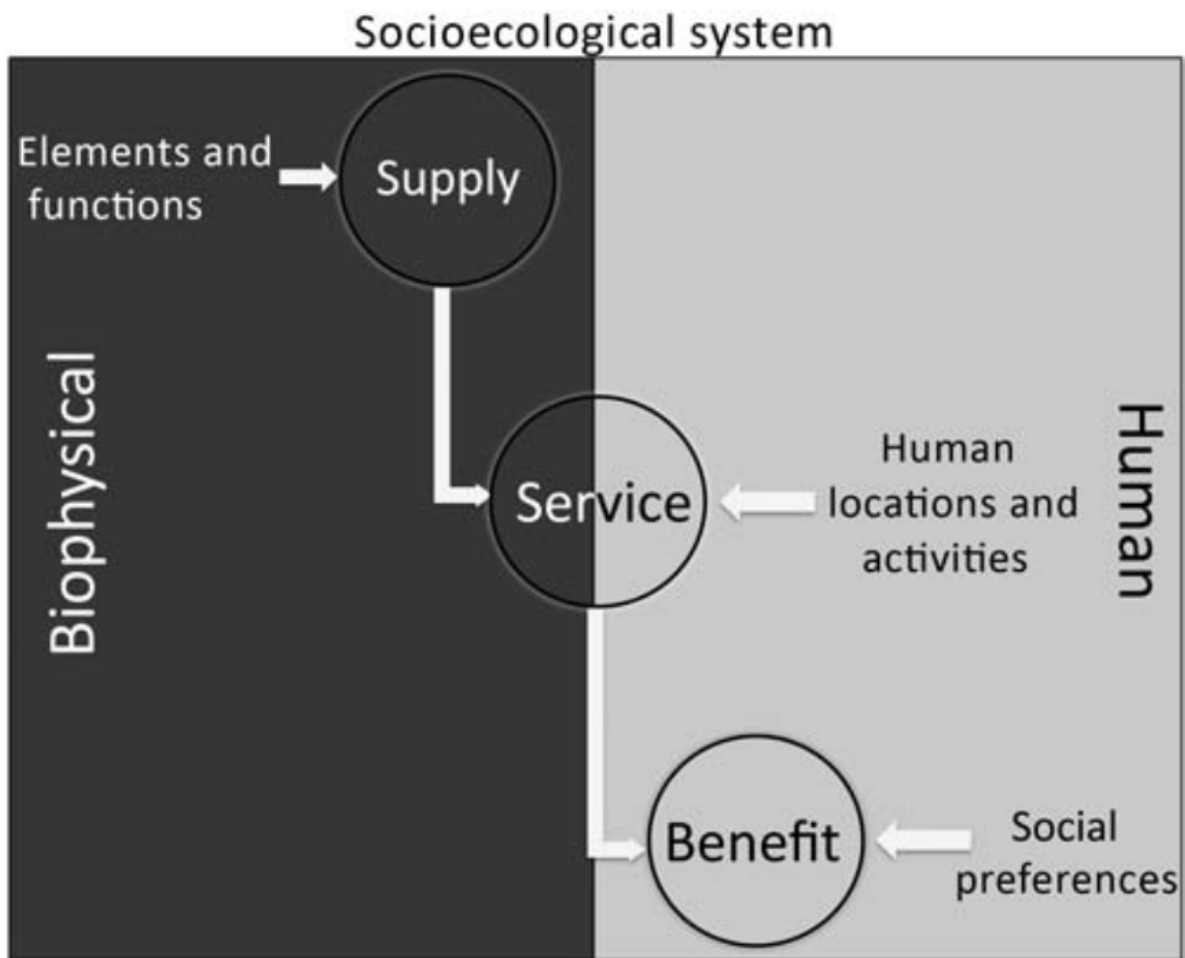 Socioecological system
Elements and
functions
Supply
Biophysical
Service
Human
locations and
activities
Human
Benefit
Social
preferences